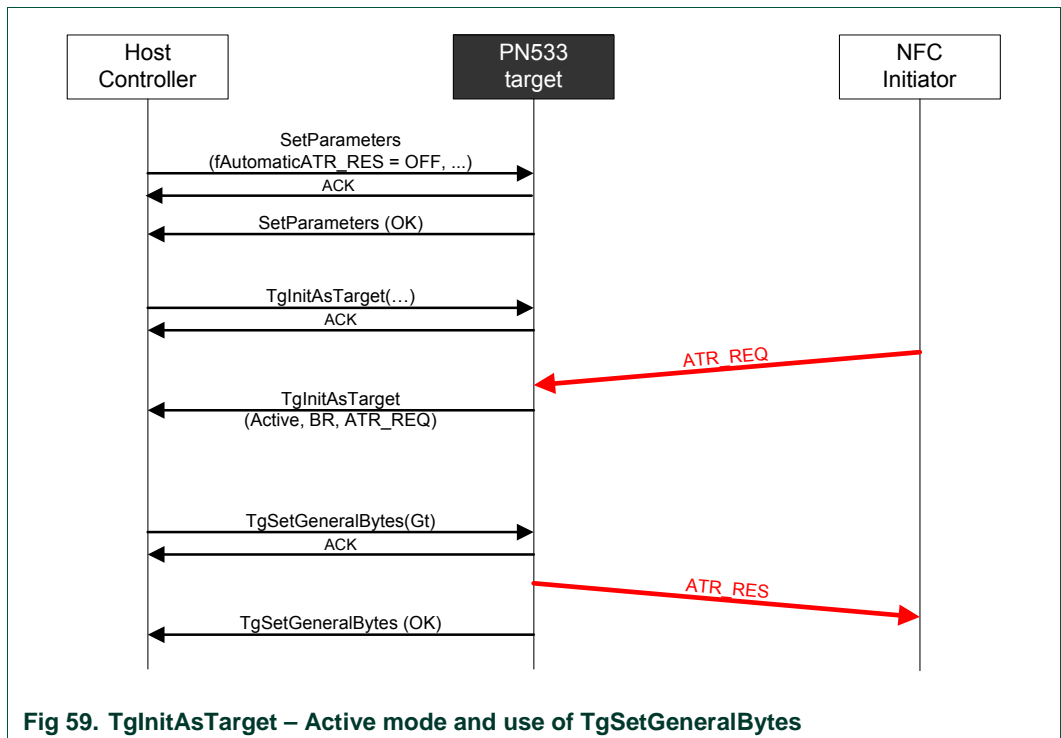 Host
Controller
PN533
target
NFC
Initiator
SetParameters
(fAutomaticATR_RES = OFF, ...)
ACK
SetParameters (OK)
TgInitAsTarget(…)
ACK
ATR_REQ
TgInitAsTarget
(Active, BR, ATR_REQ)
TgSetGeneralBytes(Gt)
ACK
ATR_RES
TgSetGeneralBytes (OK)
Fig 59. TgInitAsTarget – Active mode and use of TgSetGeneralBytes